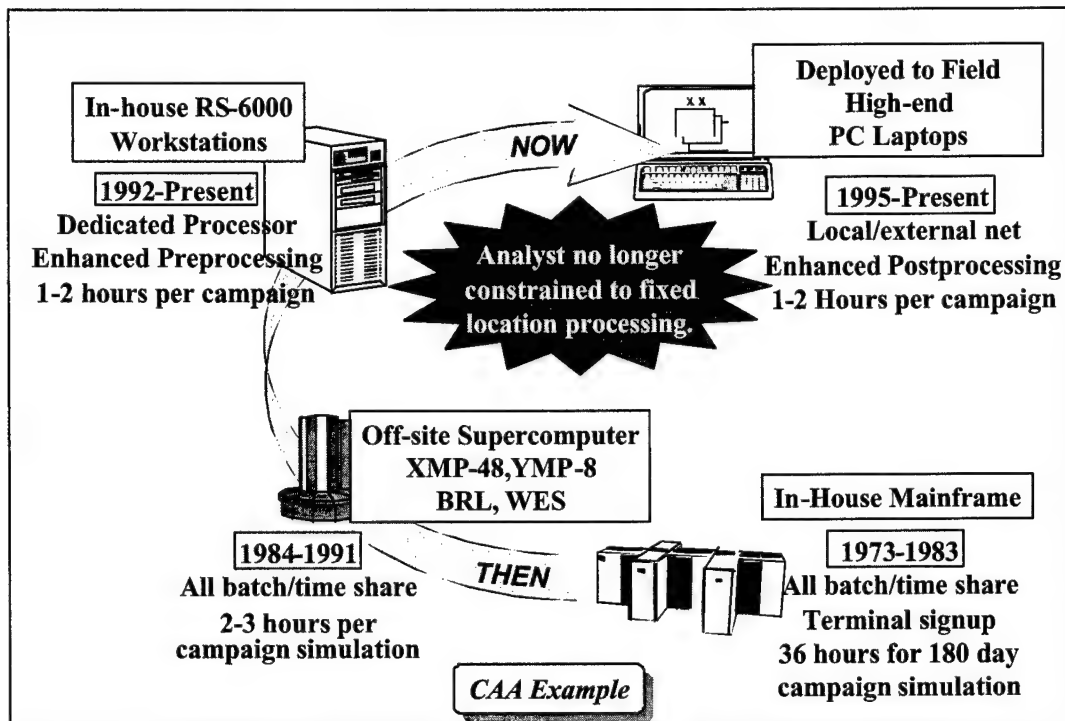 In-house RS-6000
Workstations
1992-Present
Dedicated Processor
Enhanced Preprocessing
1-2 hours per campaign
NOW
X X
Deployed to Field
High-end
PC Laptops
1995-Present
Local/external net
Enhanced Postprocessing
1-2 Hours per campaign
Analyst no longer
constrained to fixed
location processing.
Off-site Supercomputer
XMP-48,YMP-8
BRL, WES
1984-1991
All batch/time share
2-3 hours per
campaign simulation
THEN
In-House Mainframe
1973-1983
All batch/time share
Terminal signup
36 hours for 180 day
campaign simulation
CAA Example